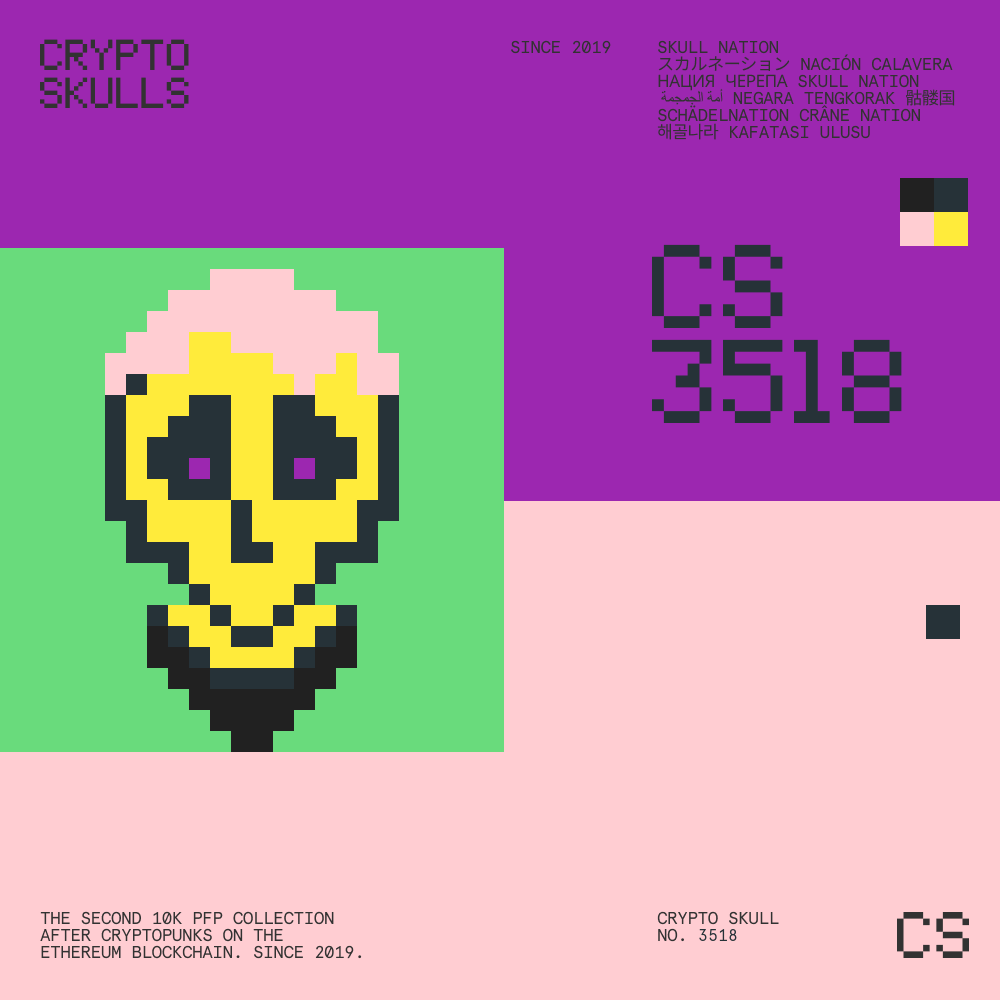 CRYPTO
SKULLS
SINCE 2019
SKULL NATION
スカルネーション NACIÓN CALAVERA
НАЦИЯ ЧЕРЕПА SKULL NATION
أمة الجمجمة NEGARA TENGKORAK 骷髅国
SCHÄDELNATION CRÂNE NATION
해골나라 KAFATASI ULUSU
CS
3518
THE SECOND 10K PFP COLLECTION
AFTER CRYPTOPUNKS ON THE
ETHEREUM BLOCKCHAIN. SINCE 2019.
CRYPTO SKULL
NO. 3518
CS